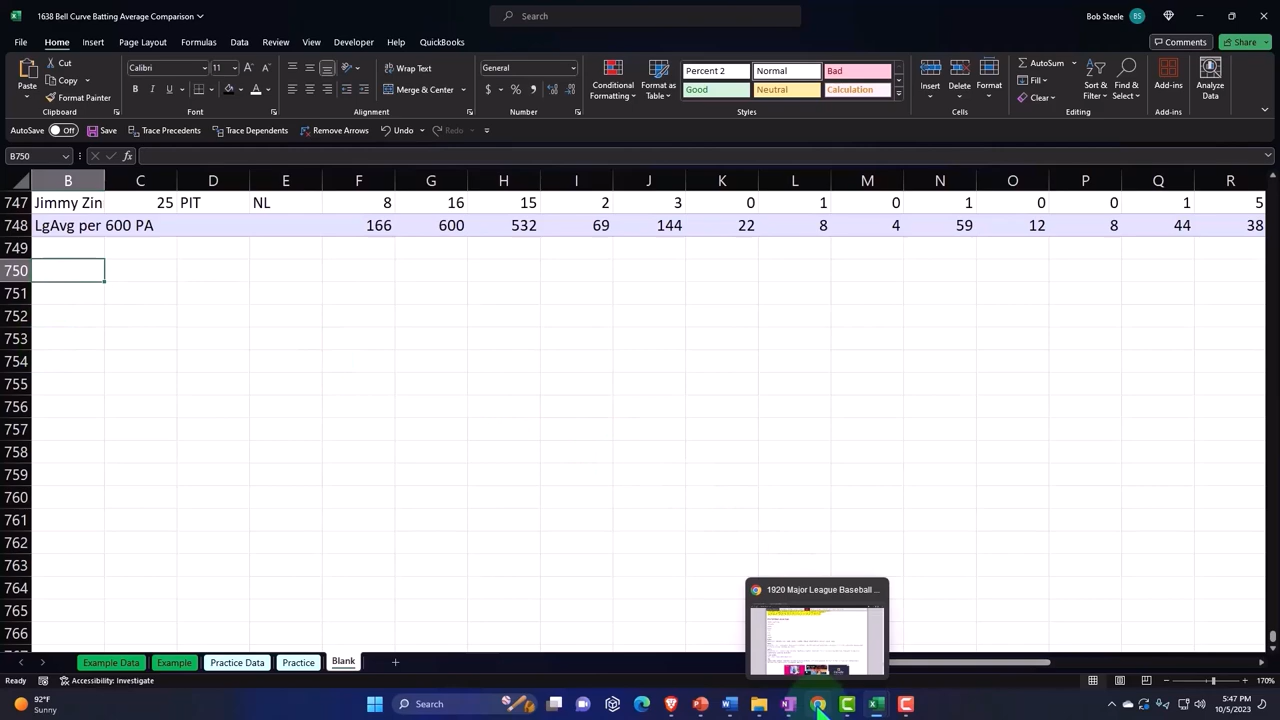 1638 Bell Curve Batting Average Comparison
Search
Bob Steele BS
File Home Insert Page Layout Formulas Data Review View Developer Help QuickBooks Comments Share
Paste Cut Calibri 11 Wrap Text General Conditional Formatting Format as Table Percent 2 Normal Bad Insert Delete Format AutoSum Sort & Filter Find & Select Add-ins Analyze Data
Copy Merge & Center Good Neutral Calculation Fill
Format Painter Clear
Clipboard Font Alignment Number Styles Cells Editing Add-ins
AutoSave Off Save Trace Precedents Trace Dependents Remove Arrows Undo Redo
B750 fx
B C D E F G H I J K L M N O P Q R
747 Jimmy Zin 25 PIT NL 8 16 15 2 3 0 1 0 1 0 0 1 5
748 LgAvg per 600 PA 166 600 532 69 144 22 8 4 59 12 8 44 38
749
750
751
752
753
754
755
756
757
758
759
760
761
762
763
764
765
766
1920 Major League Baseball ...
Example Data Example Practice Data Practice Blank
Ready 170%
92°F
Sunny
Search
5:47 PM
10/5/2023